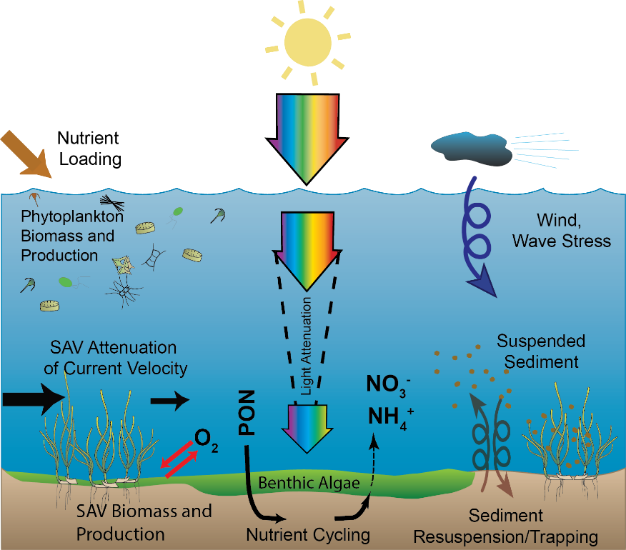 Nutrient
Loading
Phytoplankton
Biomass and
Production
Wind,
Wave Stress
Light Attenuation
SAV Attenuation
of Current Velocity
Suspended
Sediment
O₂
PON
NO₃⁻
NH₄⁺
Benthic Algae
SAV Biomass and
Production
Nutrient Cycling
Sediment
Resuspension/Trapping